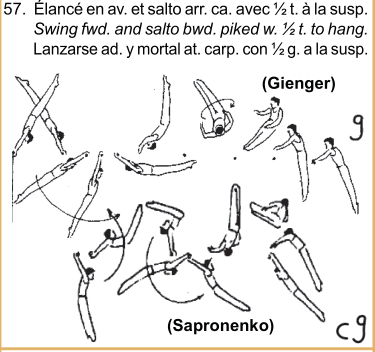 57. Élancé en av. et salto arr. ca. avec ½ t. à la susp.
Swing fwd. and salto bwd. piked w. ½ t. to hang.
Lanzarse ad. y mortal at. carp. con ½ g. a la susp.
(Gienger)
g
(Sapronenko)
cg